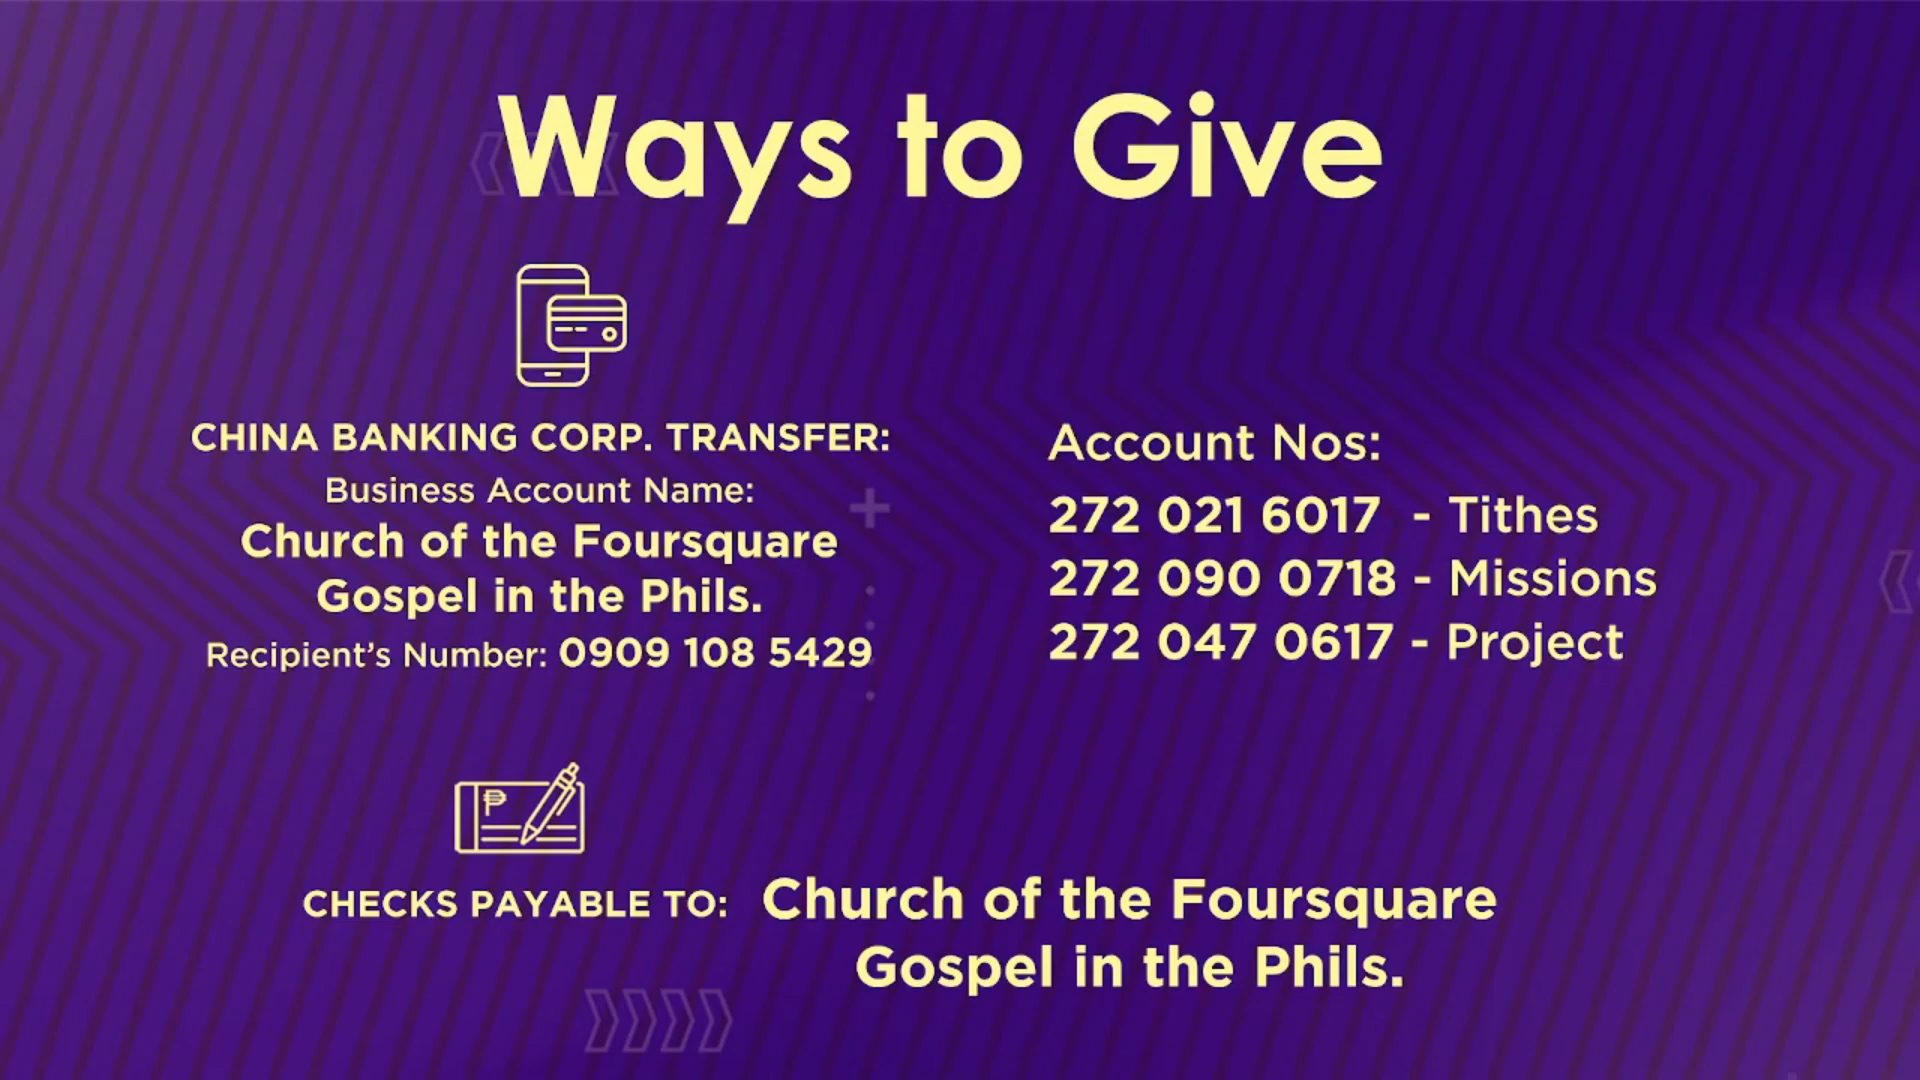 Ways to Give
CHINA BANKING CORP. TRANSFER:
Business Account Name:
Church of the Foursquare
Gospel in the Phils.
Recipient's Number: 0909 108 5429
Account Nos:
272 021 6017 - Tithes
272 090 0718 - Missions
272 047 0617 - Project
CHECKS PAYABLE TO: Church of the Foursquare
Gospel in the Phils.